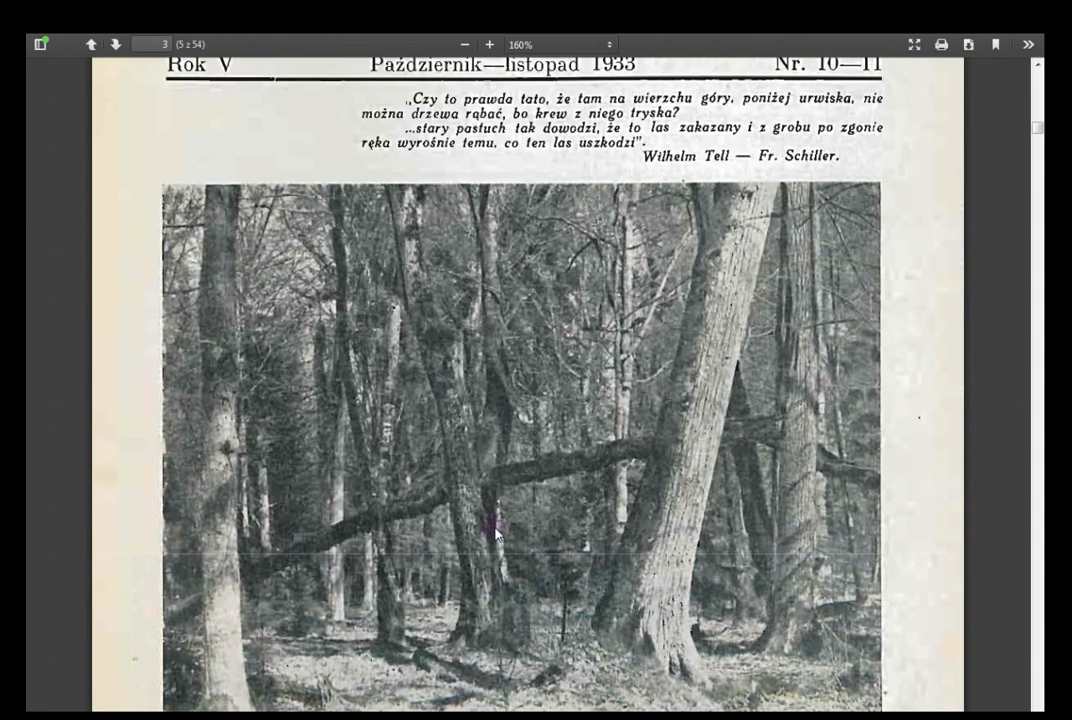 3 (5 z 54) 160%
Rok V Październik—listopad 1933 Nr. 10—11
„Czy to prawda tato, że tam na wierzchu góry, poniżej urwiska, nie
można drzewa rąbać, bo krew z niego tryska?
...stary pastuch tak dowodzi, że to las zakazany i z grobu po zgonie
ręka wyrośnie temu, co ten las uszkodzi".
Wilhelm Tell — Fr. Schiller.